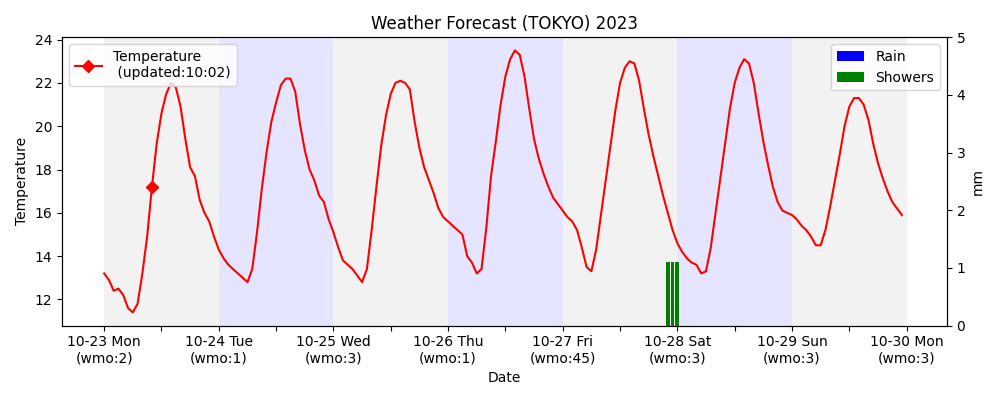 Weather Forecast (TOKYO) 2023
Temperature
(updated:10:02)
Rain
Showers
24
22
20
18
16
14
12
Temperature
5
4
3
2
1
0
mm
10-23 Mon
(wmo:2)
10-24 Tue
(wmo:1)
10-25 Wed
(wmo:3)
10-26 Thu
(wmo:1)
10-27 Fri
(wmo:45)
10-28 Sat
(wmo:3)
10-29 Sun
(wmo:3)
10-30 Mon
(wmo:3)
Date